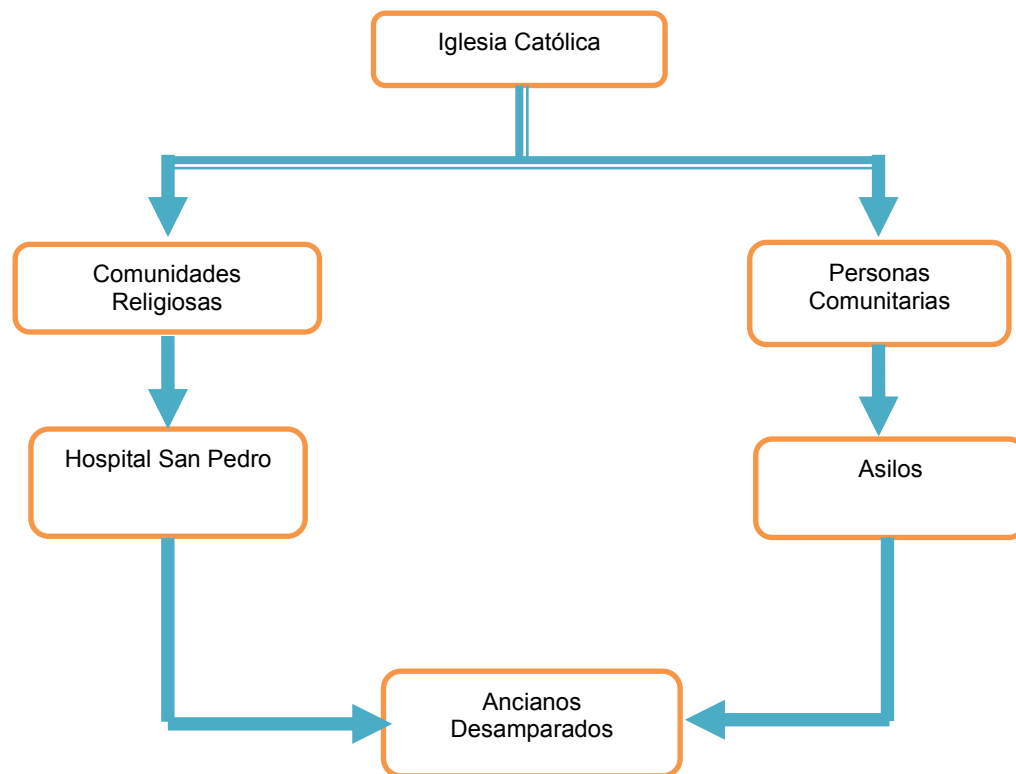 Iglesia Católica
Comunidades
Religiosas
Personas
Comunitarias
Hospital San Pedro
Asilos
Ancianos
Desamparados